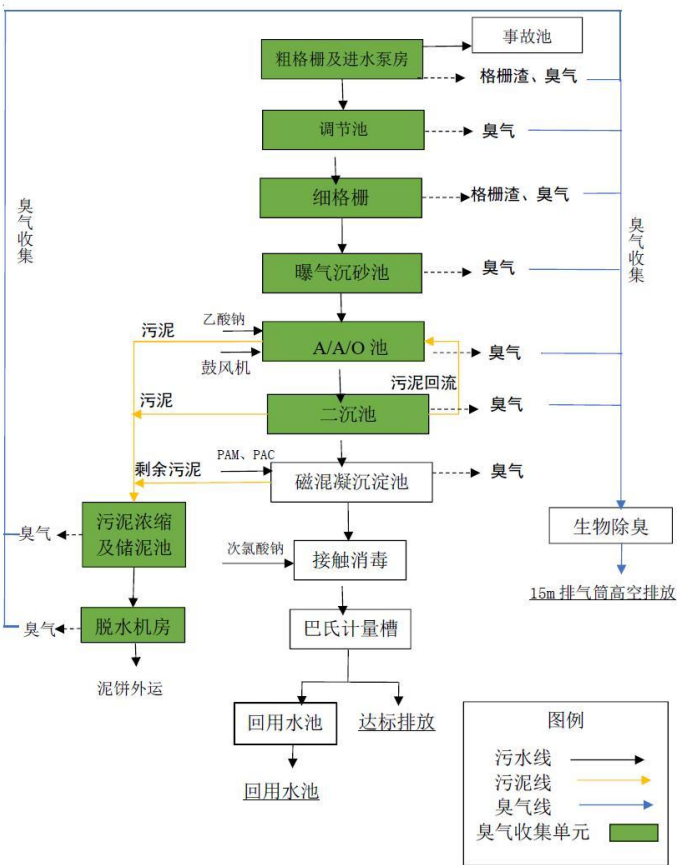 事故池
粗格栅及进水泵房
格栅渣、臭气
调节池
臭气
细格栅
格栅渣、臭气
臭气收集
臭气收集
曝气沉砂池
臭气
乙酸钠
污泥
A/A/O 池
臭气
鼓风机
污泥回流
污泥
二沉池
臭气
PAM、PAC
剩余污泥
磁混凝沉淀池
臭气
污泥浓缩
及储泥池
臭气
生物除臭
次氯酸钠
接触消毒
15m 排气筒高空排放
臭气
脱水机房
巴氏计量槽
泥饼外运
回用水池
达标排放
回用水池
图例
污水线
污泥线
臭气线
臭气收集单元